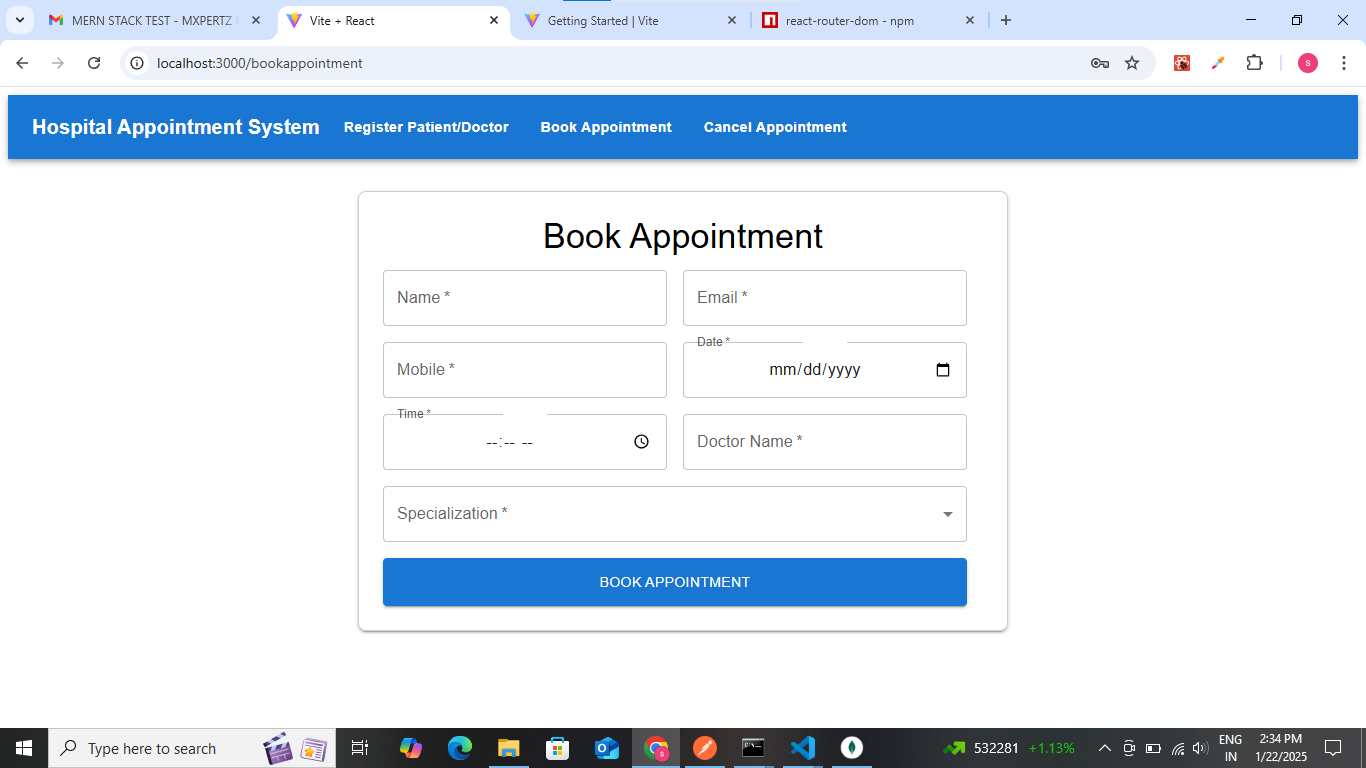 MERN STACK TEST - MXPERTZ
Vite + React
Getting Started | Vite
react-router-dom - npm
localhost:3000/bookappointment
s
Hospital Appointment System
Register Patient/Doctor
Book Appointment
Cancel Appointment
Book Appointment
Name *
Email *
Mobile *
Date *
mm/dd/yyyy
Time *
--:-- --
Doctor Name *
Specialization *
BOOK APPOINTMENT
Type here to search
532281 +1.13%
ENG
IN
2:34 PM
1/22/2025